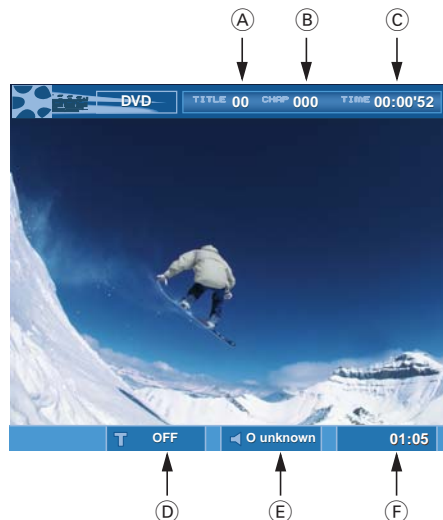 A B C
DVD TITLE 00 CHAP 000 TIME 00:00'52
T OFF O unknown 01:05
D E F